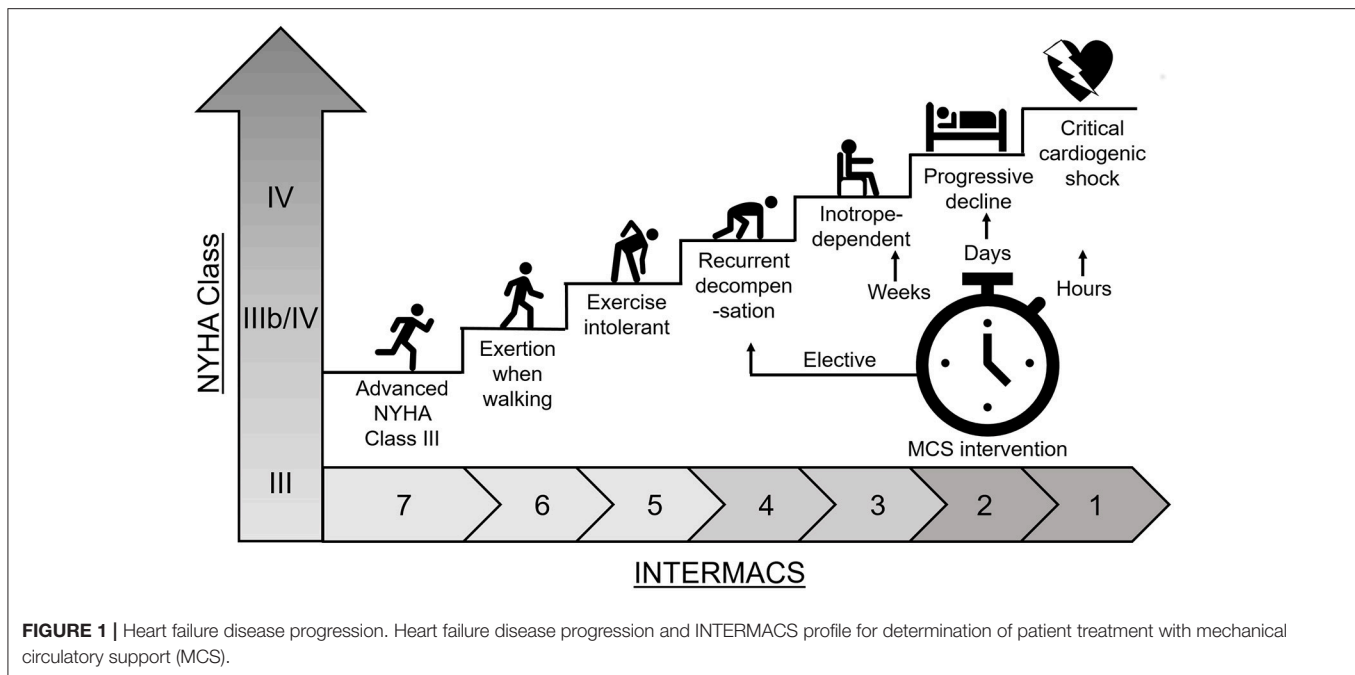 IV
IIIb/IV
III
NYHA Class
Advanced
NYHA
Class III
Exertion
when
walking
Exercise
intolerant
Recurrent
decompen
-sation
Inotrope-
dependent
Progressive
decline
Critical
cardiogenic
shock
Elective
Weeks
Days
Hours
MCS intervention
7
6
5
4
3
2
1
INTERMACS
FIGURE 1 | Heart failure disease progression. Heart failure disease progression and INTERMACS profile for determination of patient treatment with mechanical
circulatory support (MCS).